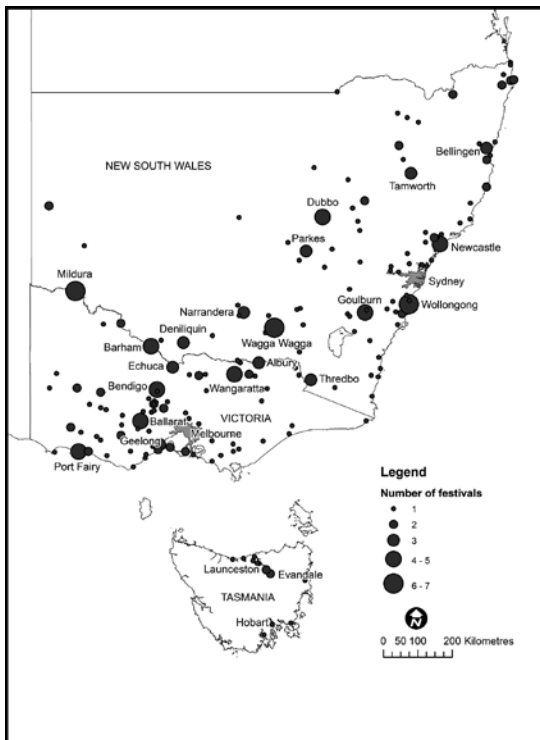 NEW SOUTH WALES
Bellingen
Tamworth
Dubbo
Parkes
Newcastle
Sydney
Mildura
Narrandera
Goulburn
Wollongong
Deniliquin
Wagga Wagga
Barham
Echuca
Albury
Thredbo
Bendigo
Wangaratta
VICTORIA
Ballarat
Melbourne
Geelong
Port Fairy
Legend
Number of festivals
1
2
3
4 - 5
6 - 7
N
0 50 100 200 Kilometres
Launceston
Evandale
TASMANIA
Hobart